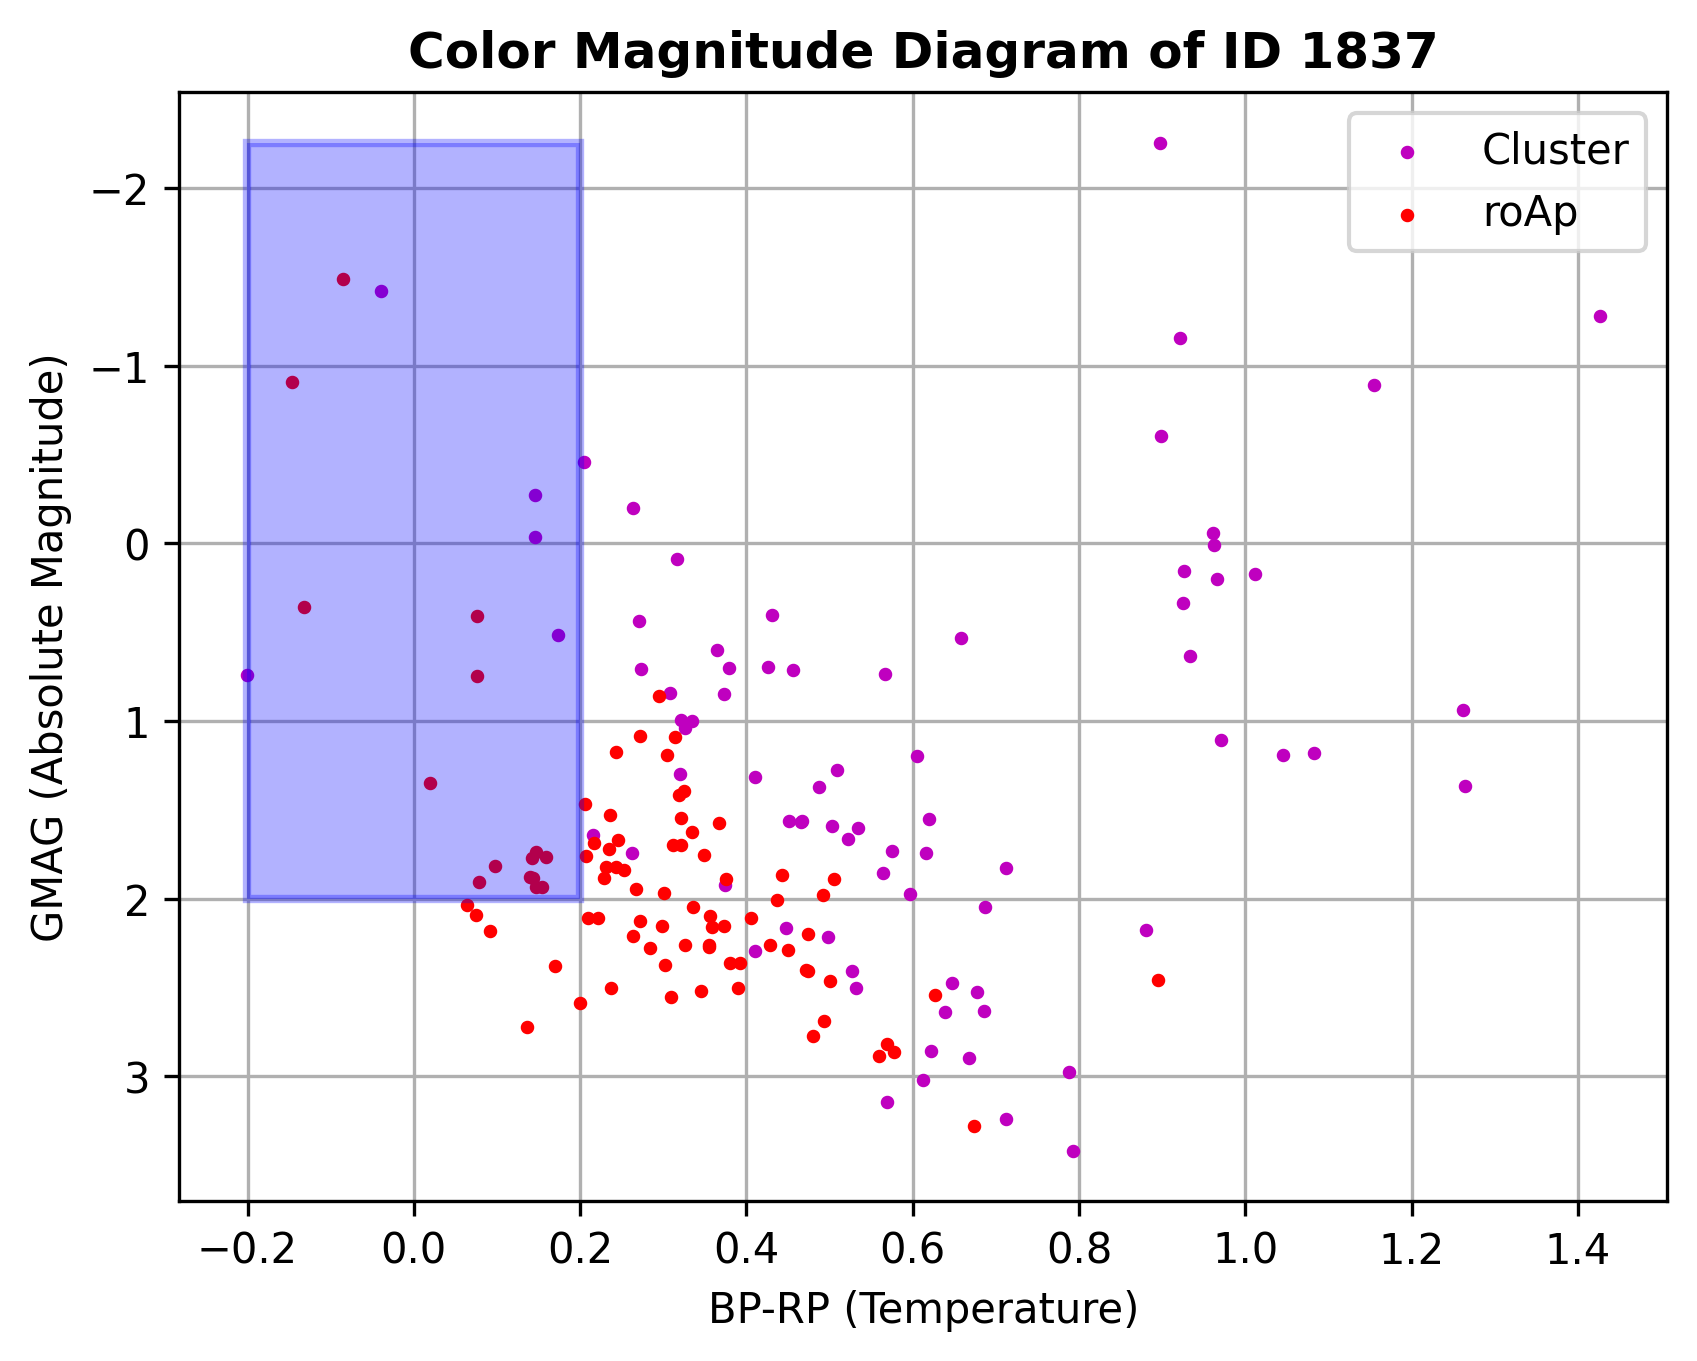 Color Magnitude Diagram of ID 1837
Cluster
roAp
GMAG (Absolute Magnitude)
−2
−1
0
1
2
3
−0.2 0.0 0.2 0.4 0.6 0.8 1.0 1.2 1.4
BP-RP (Temperature)